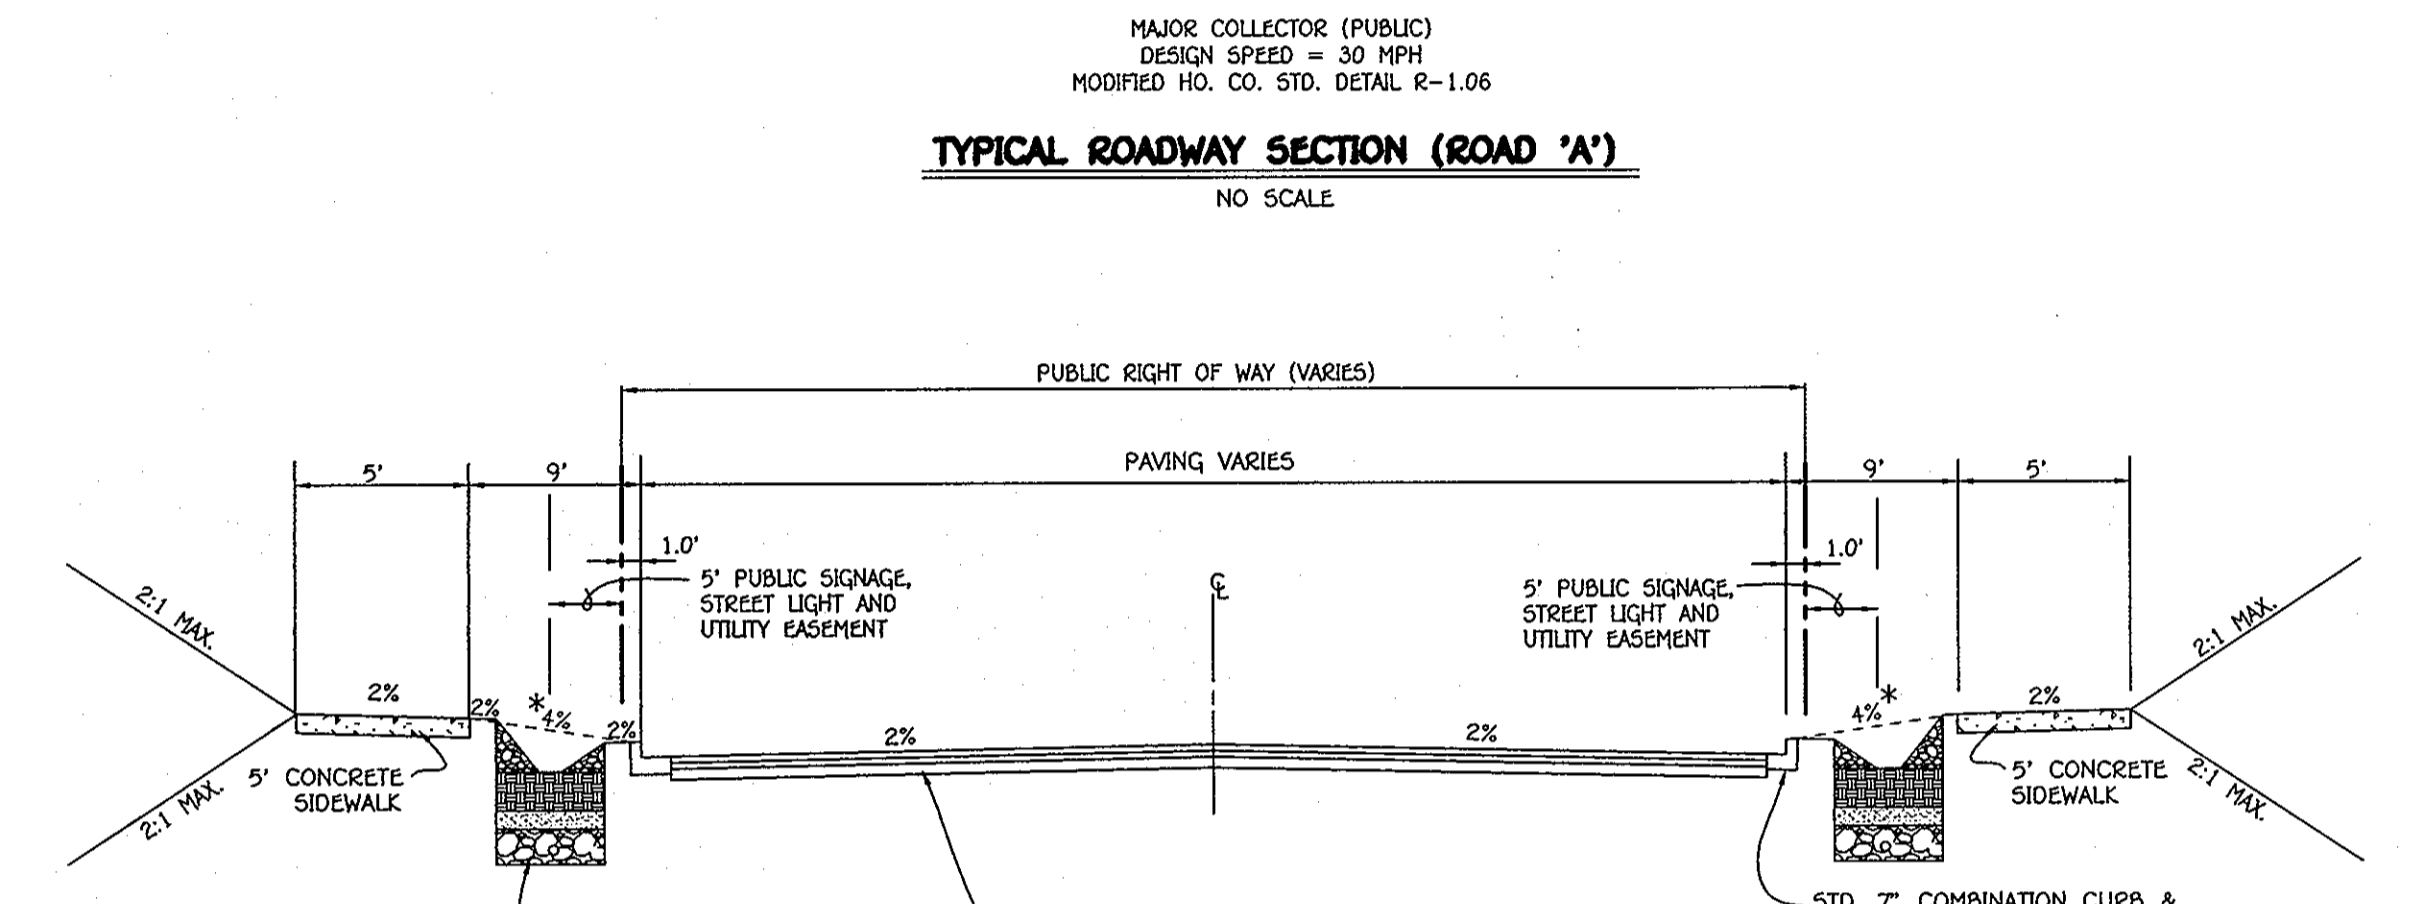 MAJOR COLLECTOR (PUBLIC)
DESIGN SPEED = 30 MPH
MODIFIED HO. CO. STD. DETAIL R-1.06
TYPICAL ROADWAY SECTION (ROAD 'A')
NO SCALE
PUBLIC RIGHT OF WAY (VARIES)
5'
9'
PAVING VARIES
9'
5'
1.0'
1.0'
5' PUBLIC SIGNAGE,
STREET LIGHT AND
UTILITY EASEMENT
℄
5' PUBLIC SIGNAGE,
STREET LIGHT AND
UTILITY EASEMENT
2:1 MAX.
2:1 MAX.
2%
2%
*4%
2%
2%
2%
4%*
2%
5' CONCRETE
SIDEWALK
2:1 MAX.
5' CONCRETE
SIDEWALK
2:1 MAX.
STD. 7" COMBINATION CURB &